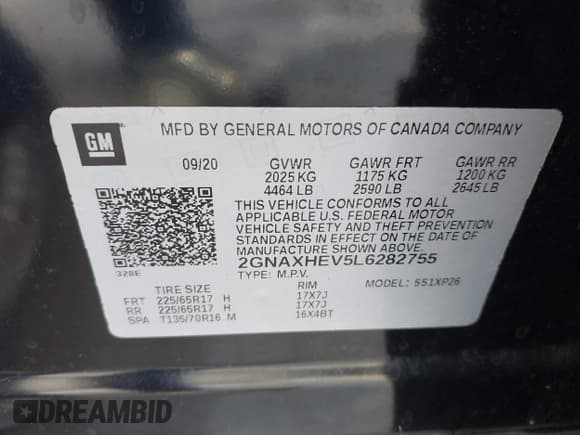 GM
MFD BY GENERAL MOTORS OF CANADA COMPANY
09/20 GVWR GAWR FRT GAWR RR
2025 KG 1175 KG 1200 KG
4464 LB 2590 LB 2645 LB
THIS VEHICLE CONFORMS TO ALL
APPLICABLE U.S. FEDERAL MOTOR
VEHICLE SAFETY AND THEFT PREVENTION
STANDARDS IN EFFECT ON THE DATE OF
MANUFACTURE SHOWN ABOVE.
328E 2GNAXHEV5L6282755
TYPE: M.P.V. MODEL: 551XP26
TIRE SIZE RIM
FRT 225/65R17 H 17X7J
RR 225/65R17 H 17X7J
SPA T135/70R16 M 16X4BT
DREAMBID